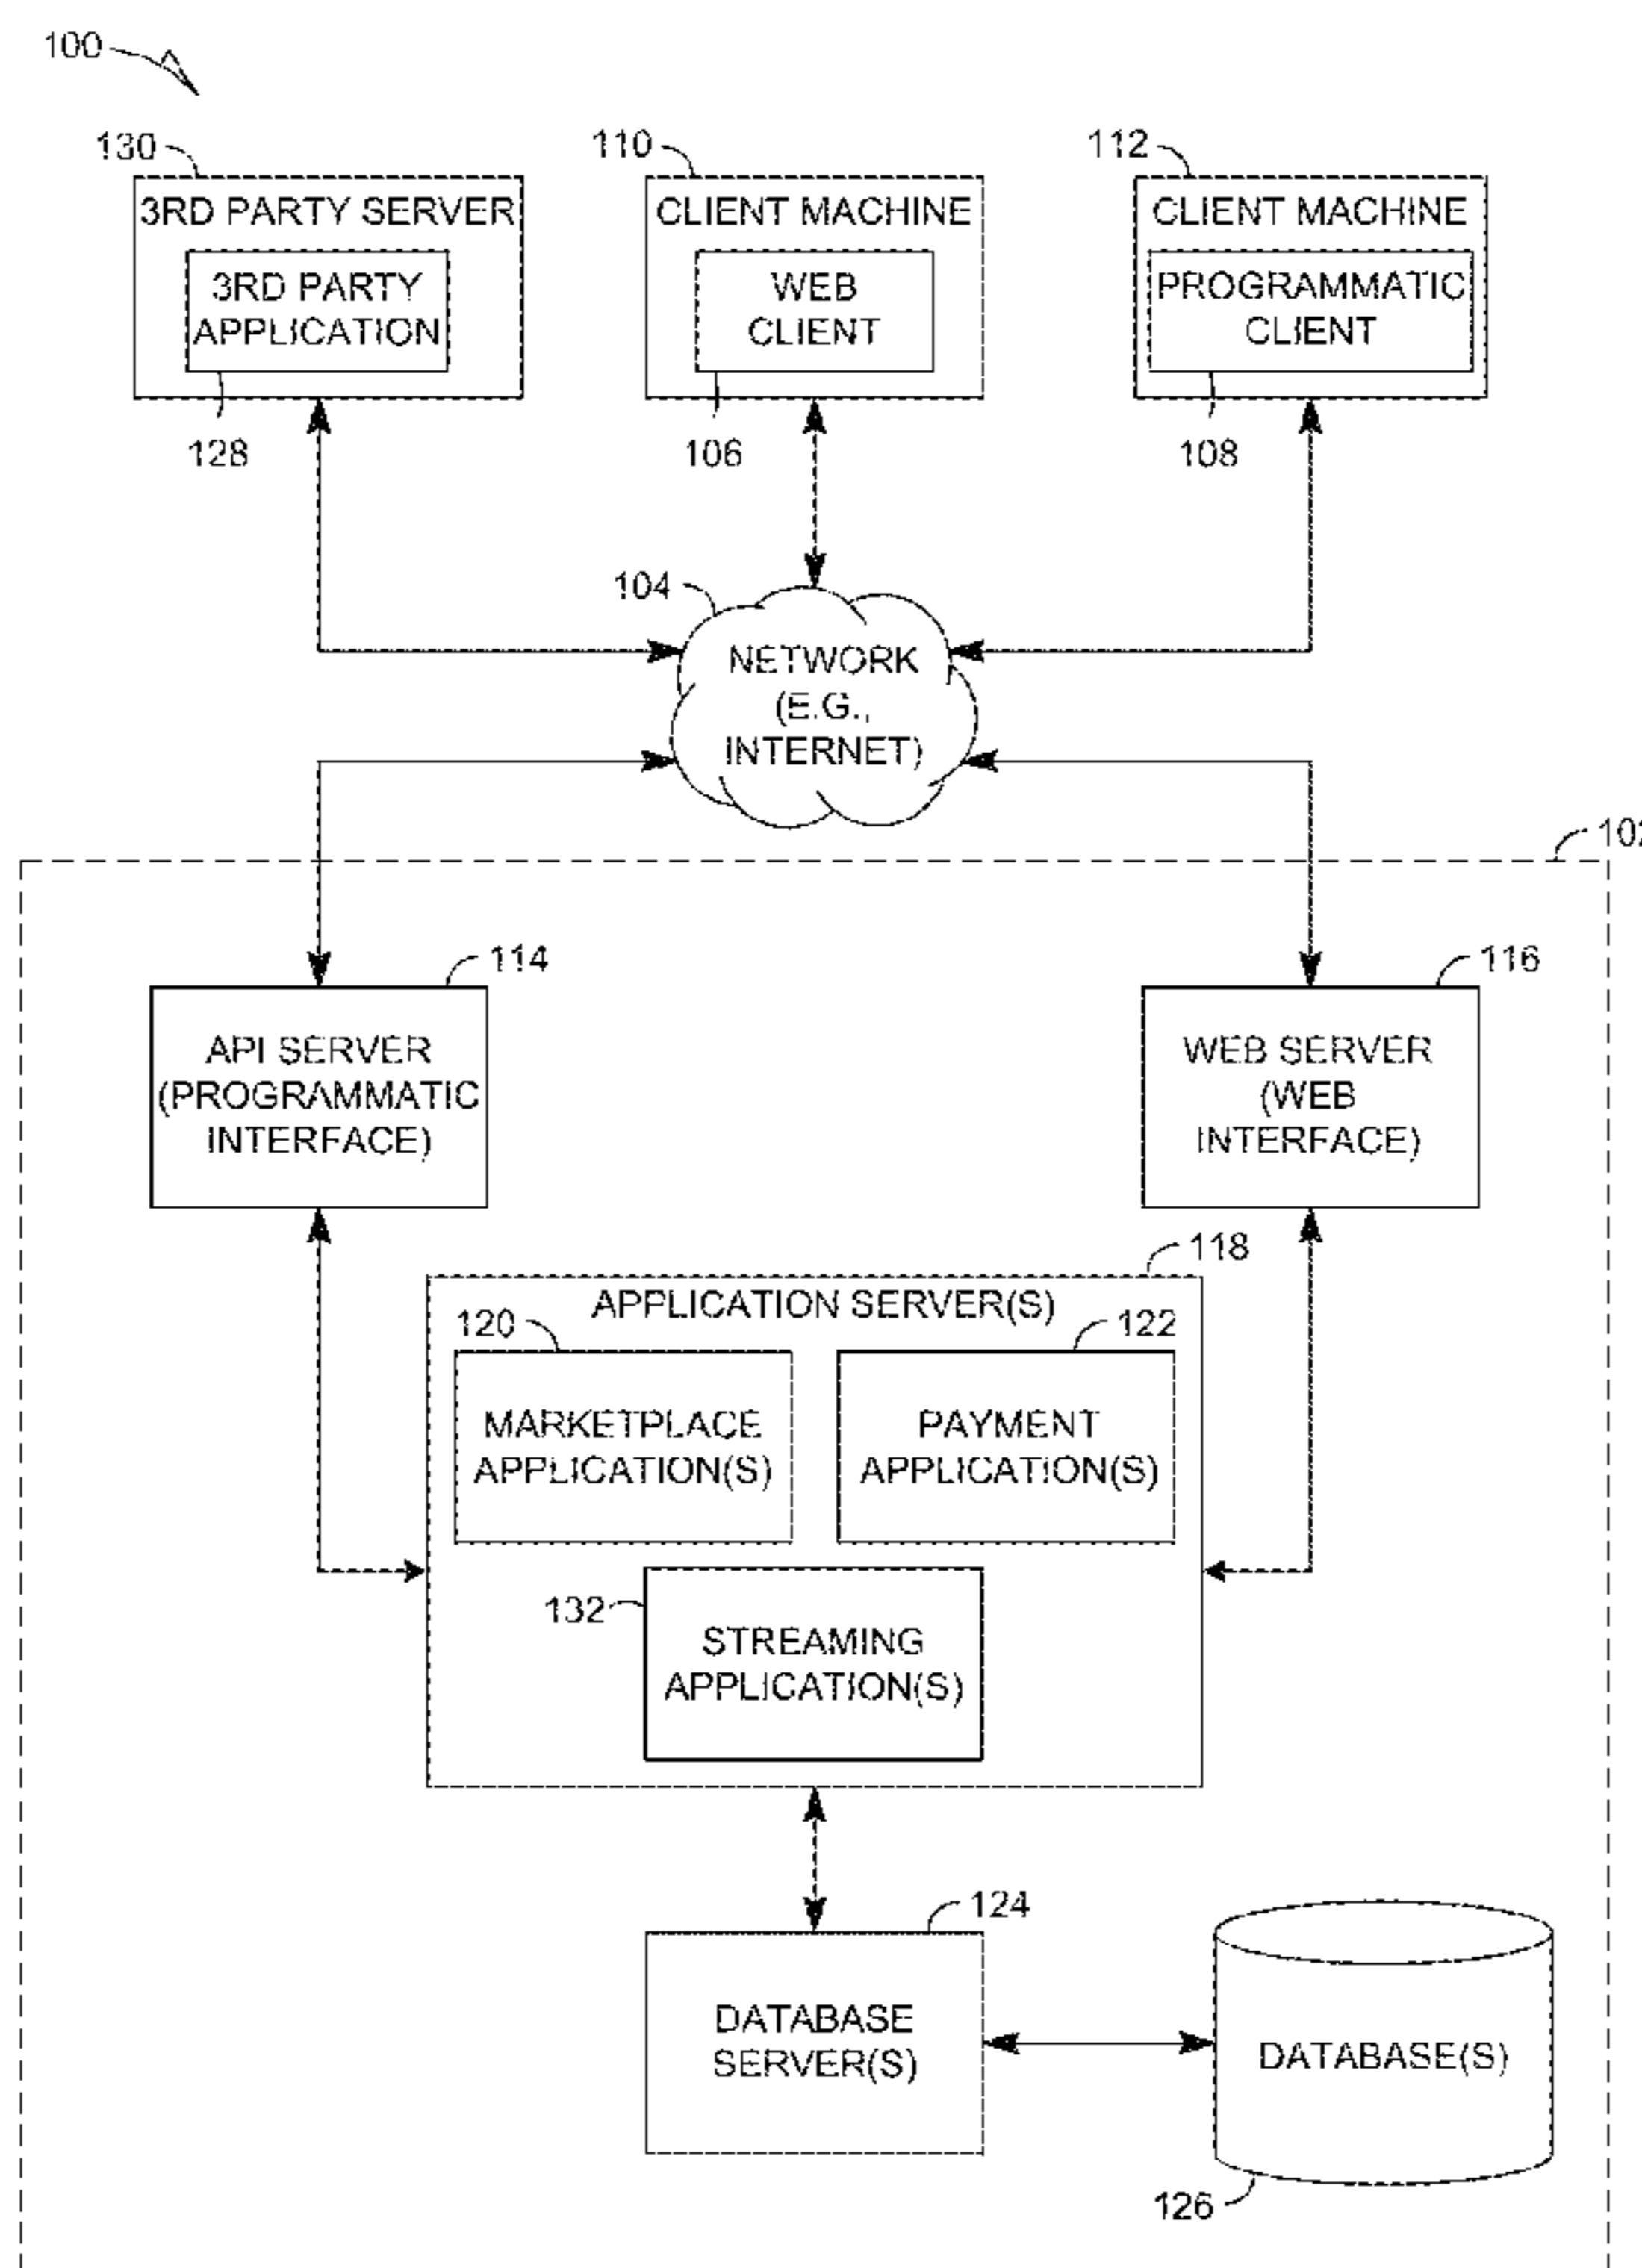 100
130
110
112
3RD PARTY SERVER
CLIENT MACHINE
CLIENT MACHINE
3RD PARTY
APPLICATION
WEB
CLIENT
PROGRAMMATIC
CLIENT
128
106
108
104
NETWORK
(E.G.,
INTERNET)
102
114
116
API SERVER
(PROGRAMMATIC
INTERFACE)
WEB SERVER
(WEB
INTERFACE)
118
APPLICATION SERVER(S)
120
122
MARKETPLACE
APPLICATION(S)
PAYMENT
APPLICATION(S)
132
STREAMING
APPLICATION(S)
124
DATABASE
SERVER(S)
DATABASE(S)
126